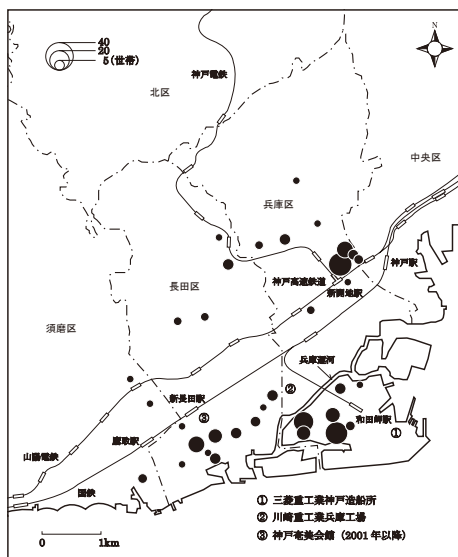 40
20
5(世帯)
N
神戸電鉄
北区
中央区
兵庫区
神戸駅
神戸高速鉄道
新開地駅
長田区
須磨区
兵庫運河
新長田駅
②
和田岬駅
③
鷹取駅
①
山陽電鉄
国鉄
① 三菱重工業神戸造船所
② 川崎重工業兵庫工場
③ 神戸奄美会館(2001年以降)
0 1km